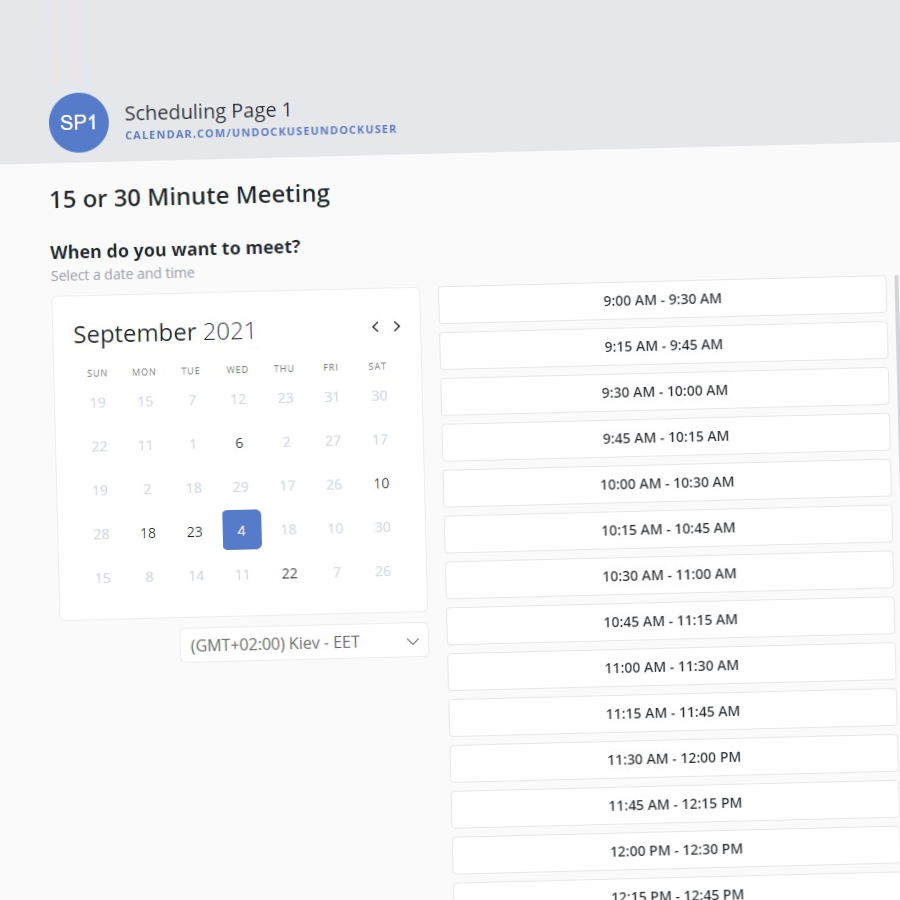 SP1
Scheduling Page 1
CALENDAR.COM/UNDOCKUSEUNDOCKUSER
15 or 30 Minute Meeting
When do you want to meet?
Select a date and time
September 2021
SUN MON TUE WED THU FRI SAT
19 15 7 12 23 31 30
22 11 1 6 2 27 17
19 2 18 29 17 26 10
28 18 23 4 18 10 30
15 8 14 11 22 7 26
(GMT+02:00) Kiev - EET
9:00 AM - 9:30 AM
9:15 AM - 9:45 AM
9:30 AM - 10:00 AM
9:45 AM - 10:15 AM
10:00 AM - 10:30 AM
10:15 AM - 10:45 AM
10:30 AM - 11:00 AM
10:45 AM - 11:15 AM
11:00 AM - 11:30 AM
11:15 AM - 11:45 AM
11:30 AM - 12:00 PM
11:45 AM - 12:15 PM
12:00 PM - 12:30 PM
12:15 PM - 12:45 PM